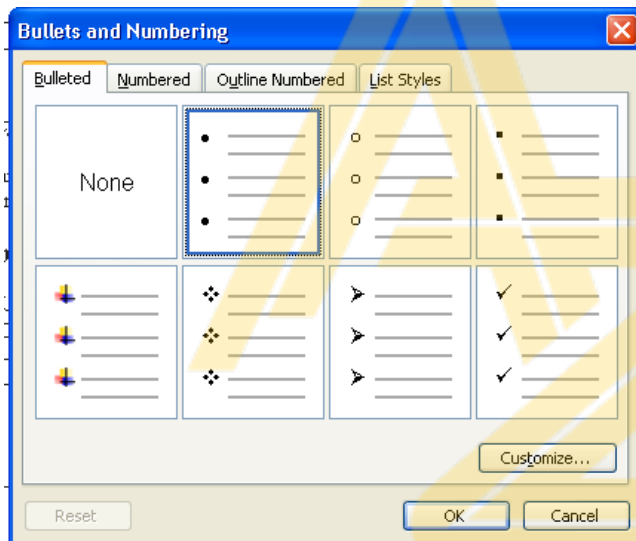 Bullets and Numbering
Bulleted Numbered Outline Numbered List Styles
None
Customize...
Reset OK Cancel